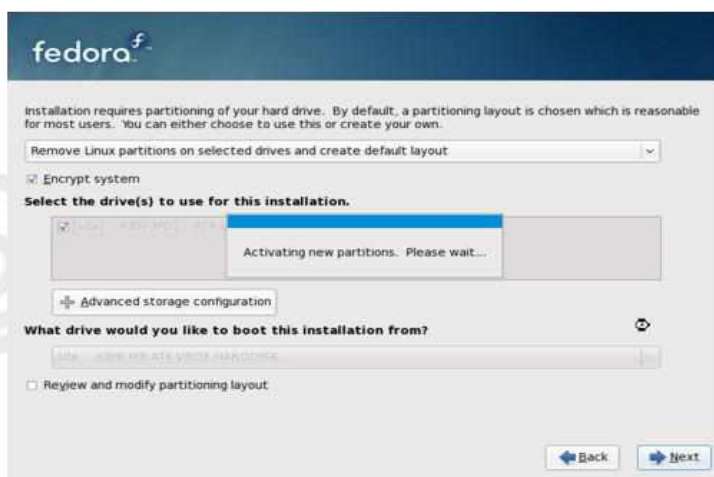 fedora
Installation requires partitioning of your hard drive. By default, a partitioning layout is chosen which is reasonable
for most users. You can either choose to use this or create your own.
Remove Linux partitions on selected drives and create default layout
Encrypt system
Select the drive(s) to use for this installation.
Activating new partitions. Please wait...
Advanced storage configuration
What drive would you like to boot this installation from?
ATA VBOX HARDDISK
Review and modify partitioning layout
Back
Next